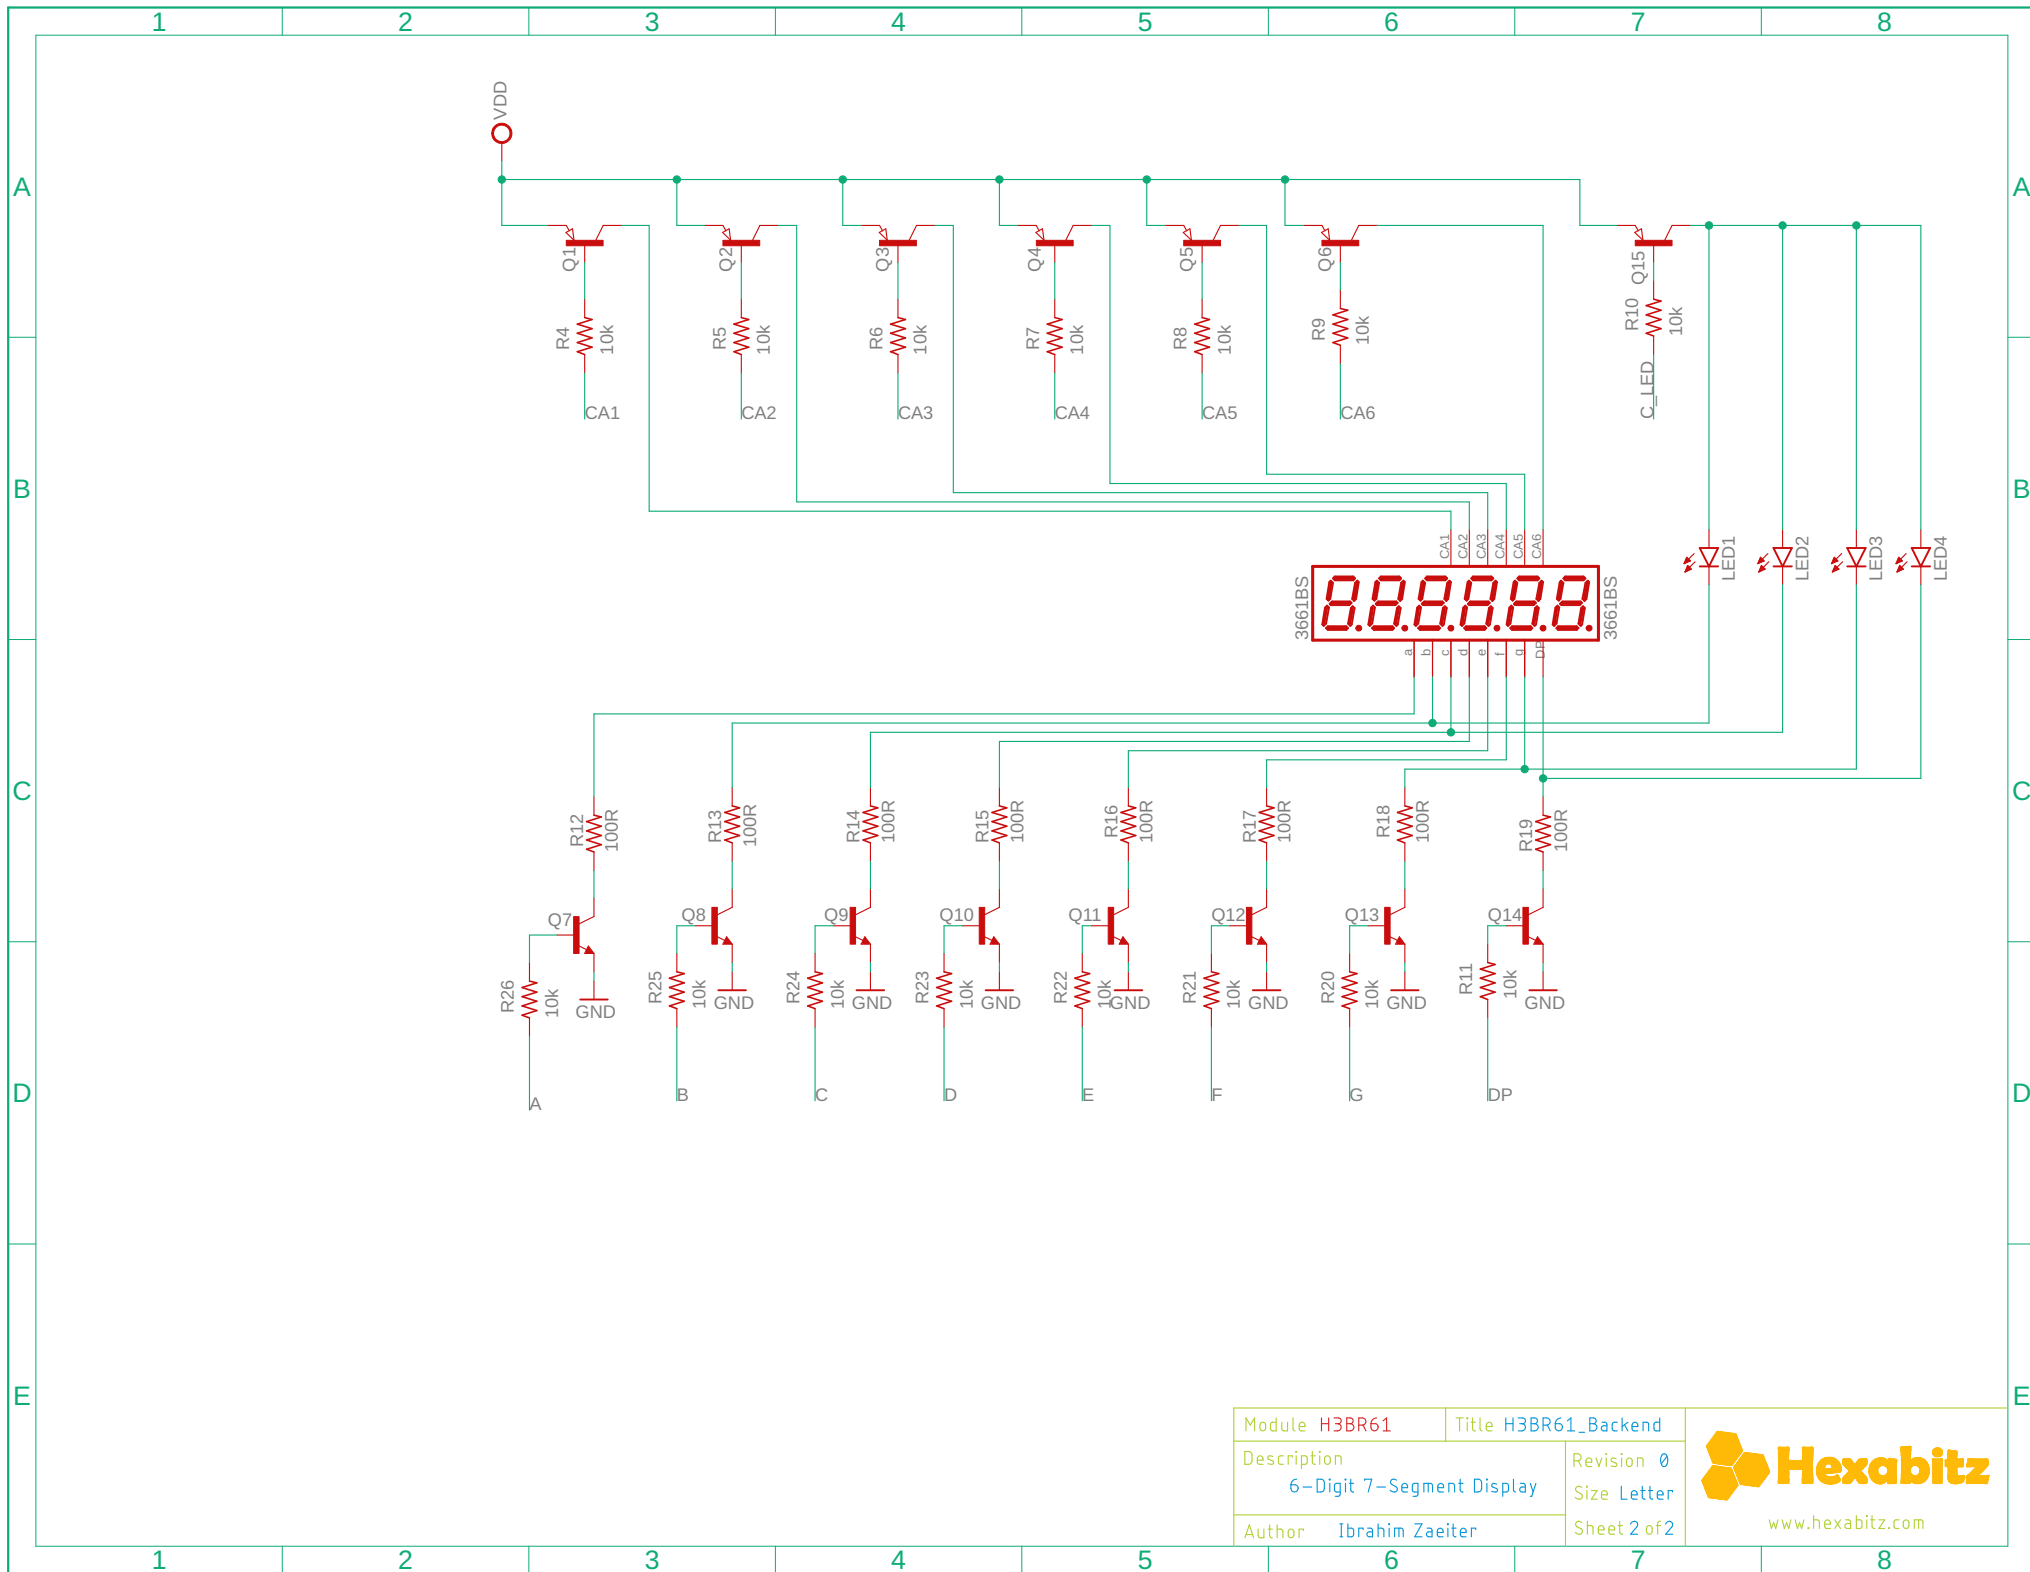 1 2 3 4 5 6 7 8
VDD
A A
Q1 Q2 Q3 Q4 Q5 Q6 Q15
R4 10k R5 10k R6 10k R7 10k R8 10k R9 10k R10 10k
C_LED
CA1 CA2 CA3 CA4 CA5 CA6
B B
CA1 CA2 CA3 CA4 CA5 CA6
LED1 LED2 LED3 LED4
3661BS 3661BS
a b c d e f g DP
C C
R12 100R R13 100R R14 100R R15 100R R16 100R R17 100R R18 100R R19 100R
Q7 Q8 Q9 Q10 Q11 Q12 Q13 Q14
R26 10k R25 10k R24 10k R23 10k R22 10k R21 10k R20 10k R11 10k
GND GND GND GND GND GND GND GND
D D
A B C D E F G DP
E E
Module H3BR61 Title H3BR61_Backend
Description
6-Digit 7-Segment Display
Revision 0
Size Letter
Author Ibrahim Zaeiter
Sheet 2 of 2
Hexabitz
www.hexabitz.com
1 2 3 4 5 6 7 8